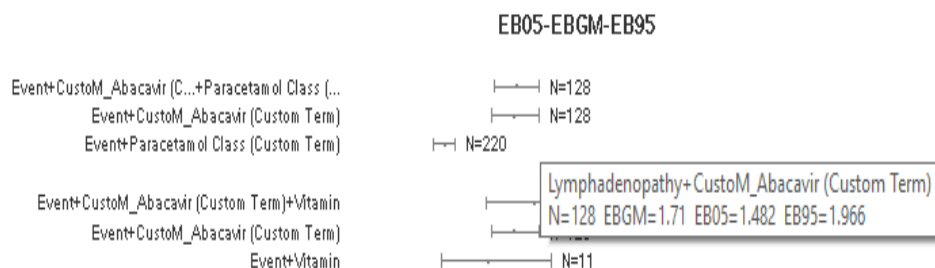 EB05-EBGM-EB95
Event+CustoM_Abacavir (C...+Paracetamol Class (... N=128
Event+CustoM_Abacavir (Custom Term) N=128
Event+Paracetamol Class (Custom Term) N=220
Lymphadenopathy+CustoM_Abacavir (Custom Term)
Event+CustoM_Abacavir (Custom Term)+Vitamin
N=128 EBGM=1.71 EB05=1.482 EB95=1.966
Event+CustoM_Abacavir (Custom Term)
Event+Vitamin N=11